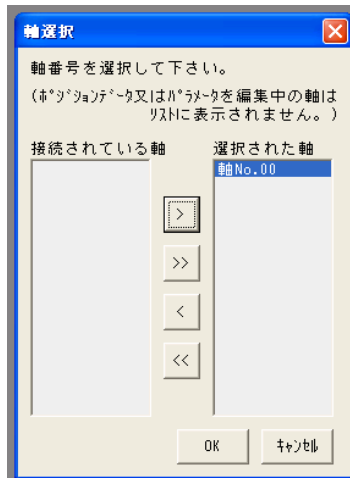 軸選択
軸番号を選択して下さい。
(ﾎﾟｼﾞｼｮﾝﾃﾞｰﾀ又はﾊﾟﾗﾒｰﾀを編集中の軸は
ﾘｽﾄに表示されません。)
接続されている軸
選択された軸
軸No.00
>
>>
<
<<
OK
ｷｬﾝｾﾙ